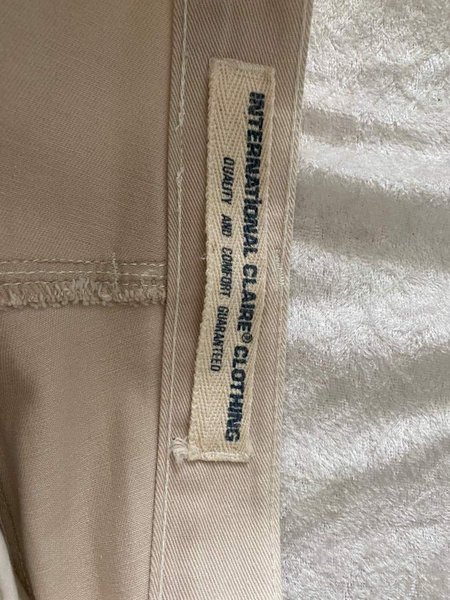 INTERNATiONAL CLAIRE® CLOTHING
QUALITY AND COMFORT GUARANTEED